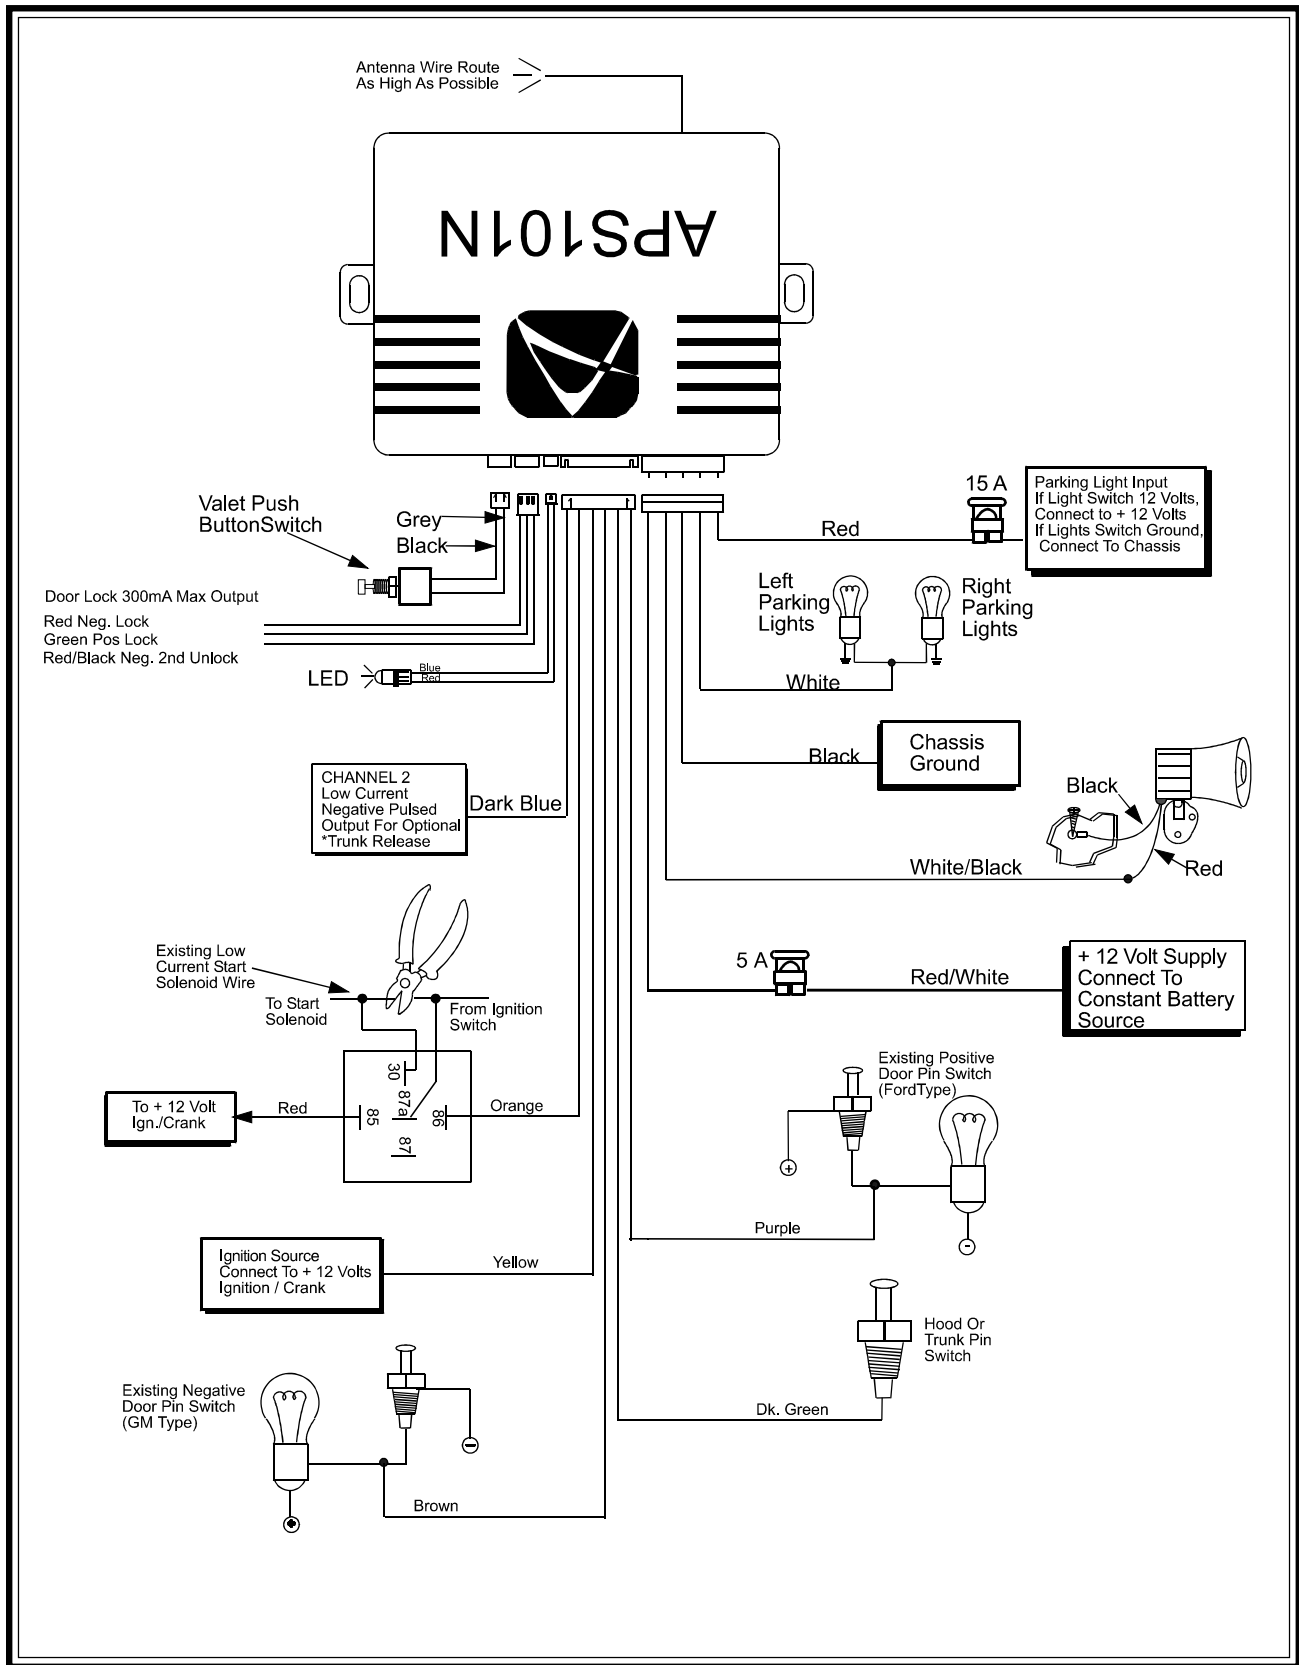 Antenna Wire Route
As High As Possible
APS101N
15 A
Parking Light Input
If Light Switch 12 Volts,
Connect to + 12 Volts
If Lights Switch Ground,
Connect To Chassis
Valet Push
ButtonSwitch
Grey
Black
Red
Left
Parking
Lights
Right
Parking
Lights
Door Lock 300mA Max Output
Red Neg. Lock
Green Pos Lock
Red/Black Neg. 2nd Unlock
LED
Blue
Red
White
Black
Chassis
Ground
CHANNEL 2
Low Current
Negative Pulsed
Output For Optional
*Trunk Release
Dark Blue
Black
White/Black
Red
Existing Low
Current Start
Solenoid Wire
To Start
Solenoid
From Ignition
Switch
5 A
Red/White
+ 12 Volt Supply
Connect To
Constant Battery
Source
30
87a
85
86
87
To + 12 Volt
Ign./Crank
Red
Orange
Existing Positive
Door Pin Switch
(FordType)
+
-
Purple
Ignition Source
Connect To + 12 Volts
Ignition / Crank
Yellow
Hood Or
Trunk Pin
Switch
Dk. Green
Existing Negative
Door Pin Switch
(GM Type)
-
+
Brown